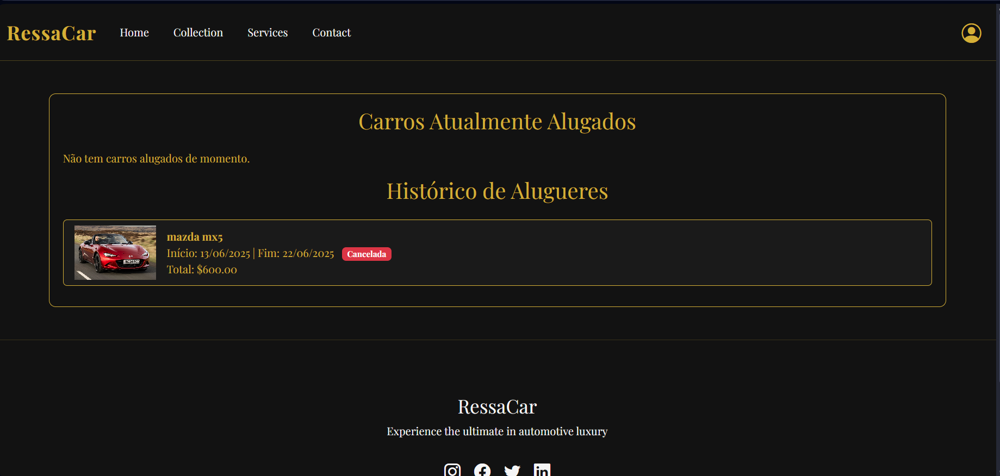 RessaCar Home Collection Services Contact
Carros Atualmente Alugados
Não tem carros alugados de momento.
Histórico de Alugueres
mazda mx5
Início: 13/06/2025 | Fim: 22/06/2025 Cancelada
Total: $600.00
RessaCar
Experience the ultimate in automotive luxury